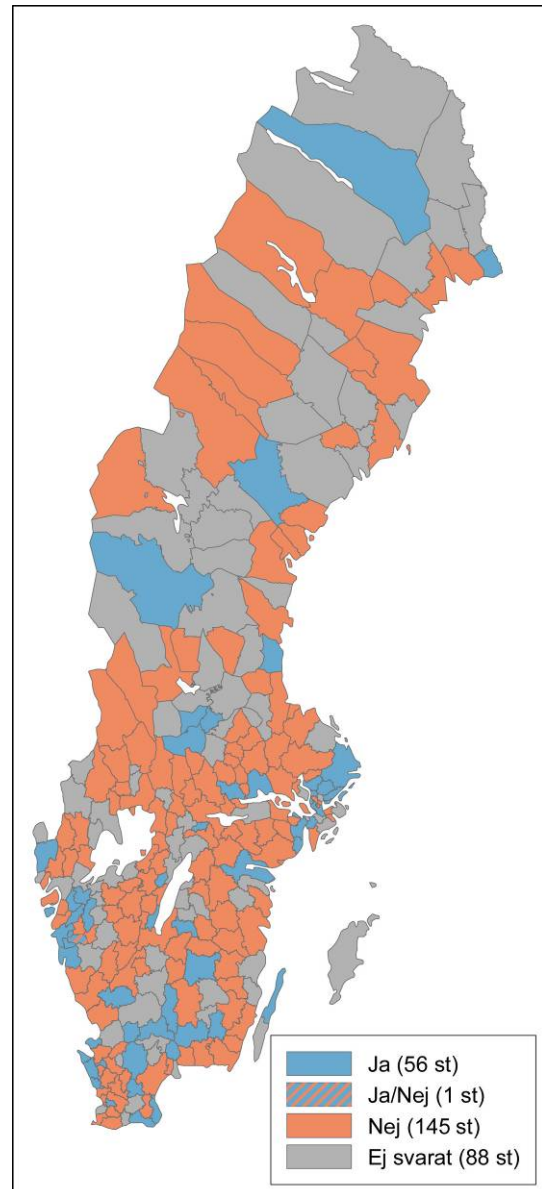 Ja (56 st)
Ja/Nej (1 st)
Nej (145 st)
Ej svarat (88 st)